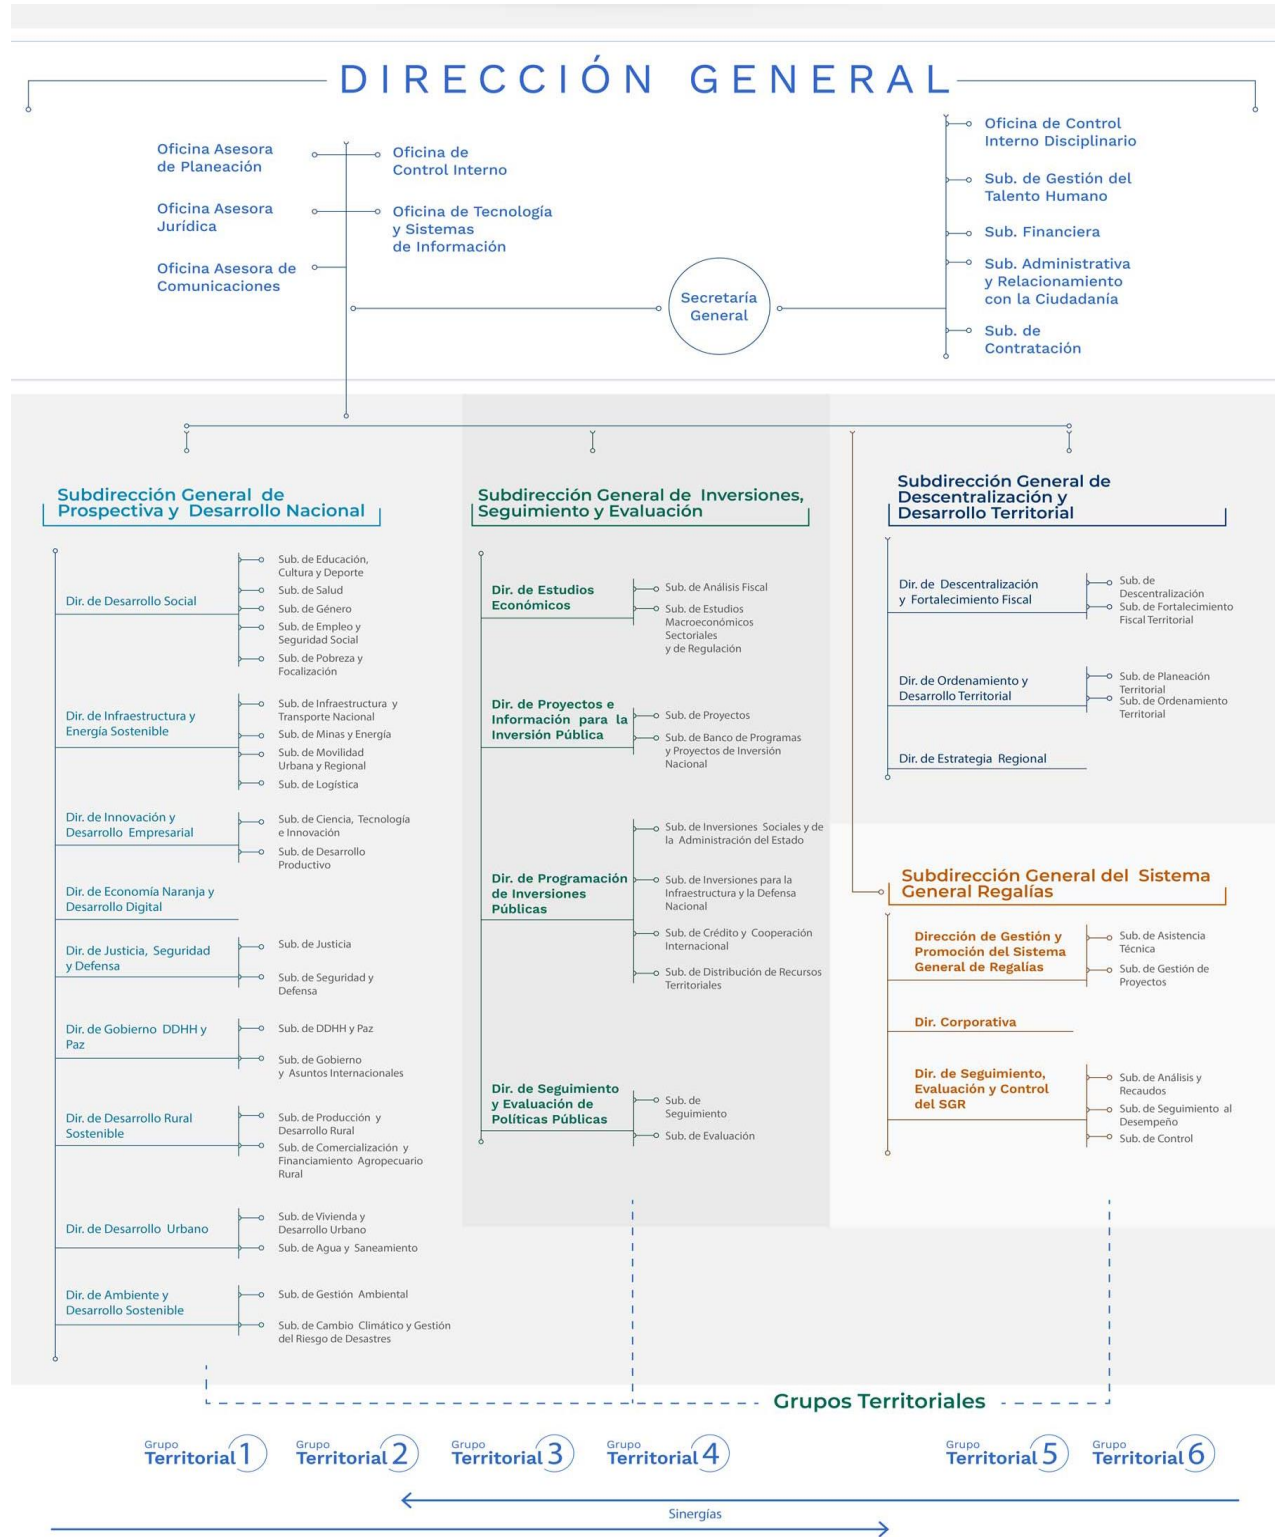 DIRECCIÓN GENERAL
Oficina Asesora
de Planeación
Oficina Asesora
Jurídica
Oficina Asesora de
Comunicaciones
Oficina de
Control Interno
Oficina de Tecnología
y Sistemas
de Información
Secretaría
General
Oficina de Control
Interno Disciplinario
Sub. de Gestión del
Talento Humano
Sub. Financiera
Sub. Administrativa
y Relacionamiento
con la Ciudadanía
Sub. de
Contratación
Subdirección General de
Prospectiva y Desarrollo Nacional
Dir. de Desarrollo Social
Sub. de Educación,
Cultura y Deporte
Sub. de Salud
Sub. de Género
Sub. de Empleo y
Seguridad Social
Sub. de Pobreza y
Focalización
Dir. de Infraestructura y
Energía Sostenible
Sub. de Infraestructura y
Transporte Nacional
Sub. de Minas y Energía
Sub. de Movilidad
Urbana y Regional
Sub. de Logística
Dir. de Innovación y
Desarrollo Empresarial
Sub. de Ciencia, Tecnología
e Innovación
Sub. de Desarrollo
Productivo
Dir. de Economía Naranja y
Desarrollo Digital
Dir. de Justicia, Seguridad
y Defensa
Sub. de Justicia
Sub. de Seguridad y
Defensa
Dir. de Gobierno DDHH y
Paz
Sub. de DDHH y Paz
Sub. de Gobierno
y Asuntos Internacionales
Dir. de Desarrollo Rural
Sostenible
Sub. de Producción y
Desarrollo Rural
Sub. de Comercialización y
Financiamiento Agropecuario
Rural
Dir. de Desarrollo Urbano
Sub. de Vivienda y
Desarrollo Urbano
Sub. de Agua y Saneamiento
Dir. de Ambiente y
Desarrollo Sostenible
Sub. de Gestión Ambiental
Sub. de Cambio Climático y Gestión
del Riesgo de Desastres
Subdirección General de Inversiones,
Seguimiento y Evaluación
Dir. de Estudios
Económicos
Sub. de Análisis Fiscal
Sub. de Estudios
Macroeconómicos
Sectoriales
y de Regulación
Dir. de Proyectos e
Información para la
Inversión Pública
Sub. de Proyectos
Sub. de Banco de Programas
y Proyectos de Inversión
Nacional
Dir. de Programación
de Inversiones
Públicas
Sub. de Inversiones Sociales y de
la Administración del Estado
Sub. de Inversiones para la
Infraestructura y la Defensa
Nacional
Sub. de Crédito y Cooperación
Internacional
Sub. de Distribución de Recursos
Territoriales
Dir. de Seguimiento
y Evaluación de
Políticas Públicas
Sub. de
Seguimiento
Sub. de Evaluación
Subdirección General de
Descentralización y
Desarrollo Territorial
Dir. de Descentralización
y Fortalecimiento Fiscal
Sub. de
Descentralización
Sub. de Fortalecimiento
Fiscal Territorial
Dir. de Ordenamiento y
Desarrollo Territorial
Sub. de Planeación
Territorial
Sub. de Ordenamiento
Territorial
Dir. de Estrategia Regional
Subdirección General del Sistema
General Regalías
Dirección de Gestión y
Promoción del Sistema
General de Regalías
Sub. de Asistencia
Técnica
Sub. de Gestión de
Proyectos
Dir. Corporativa
Dir. de Seguimiento,
Evaluación y Control
del SGR
Sub. de Análisis y
Recaudos
Sub. de Seguimiento al
Desempeño
Sub. de Control
Grupos Territoriales
Grupo
Territorial 1
Grupo
Territorial 2
Grupo
Territorial 3
Grupo
Territorial 4
Grupo
Territorial 5
Grupo
Territorial 6
Sinergías